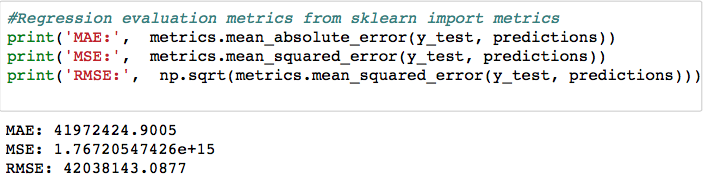 #Regression evaluation metrics from sklearn import metrics
print('MAE:',  metrics.mean_absolute_error(y_test, predictions))
print('MSE:',  metrics.mean_squared_error(y_test, predictions))
print('RMSE:',  np.sqrt(metrics.mean_squared_error(y_test, predictions)))
MAE: 41972424.9005
MSE: 1.76720547426e+15
RMSE: 42038143.0877